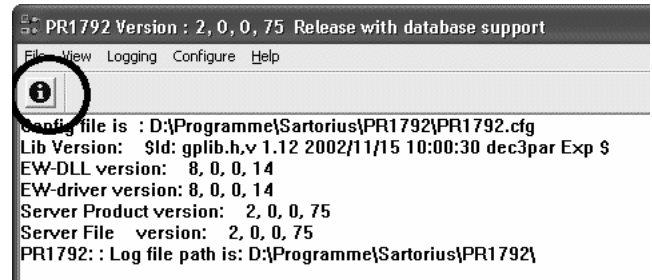 PR1792 Version : 2, 0, 0, 75  Release with database support
File View Logging Configure Help
Config file is : D:\Programme\Sartorius\PR1792\PR1792.cfg
Lib Version: $Id: gplib.h,v 1.12 2002/11/15 10:00:30 dec3par Exp $
EW-DLL version: 8, 0, 0, 14
EW-driver version: 8, 0, 0, 14
Server Product version: 2, 0, 0, 75
Server File version: 2, 0, 0, 75
PR1792: : Log file path is: D:\Programme\Sartorius\PR1792\